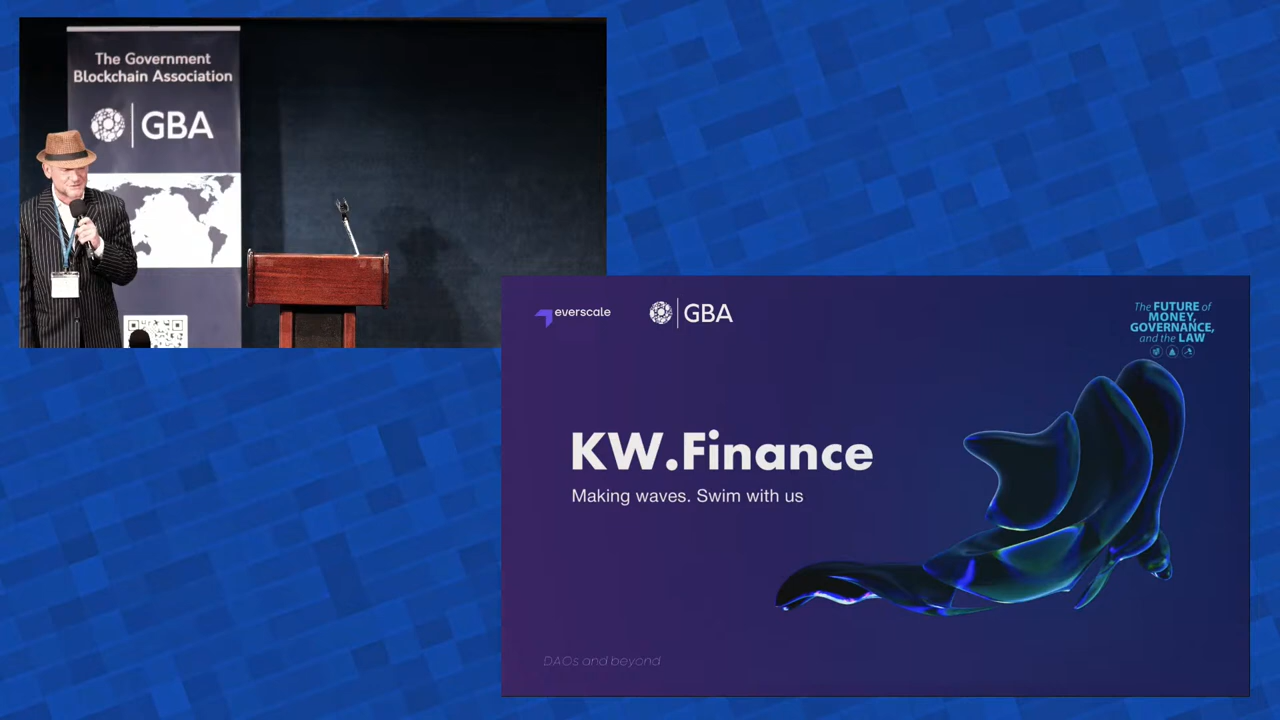 The Government
Blockchain Association
GBA
everscale
GBA
The FUTURE of
MONEY,
GOVERNANCE,
and the LAW
KW.Finance
Making waves. Swim with us
DAOs and beyond